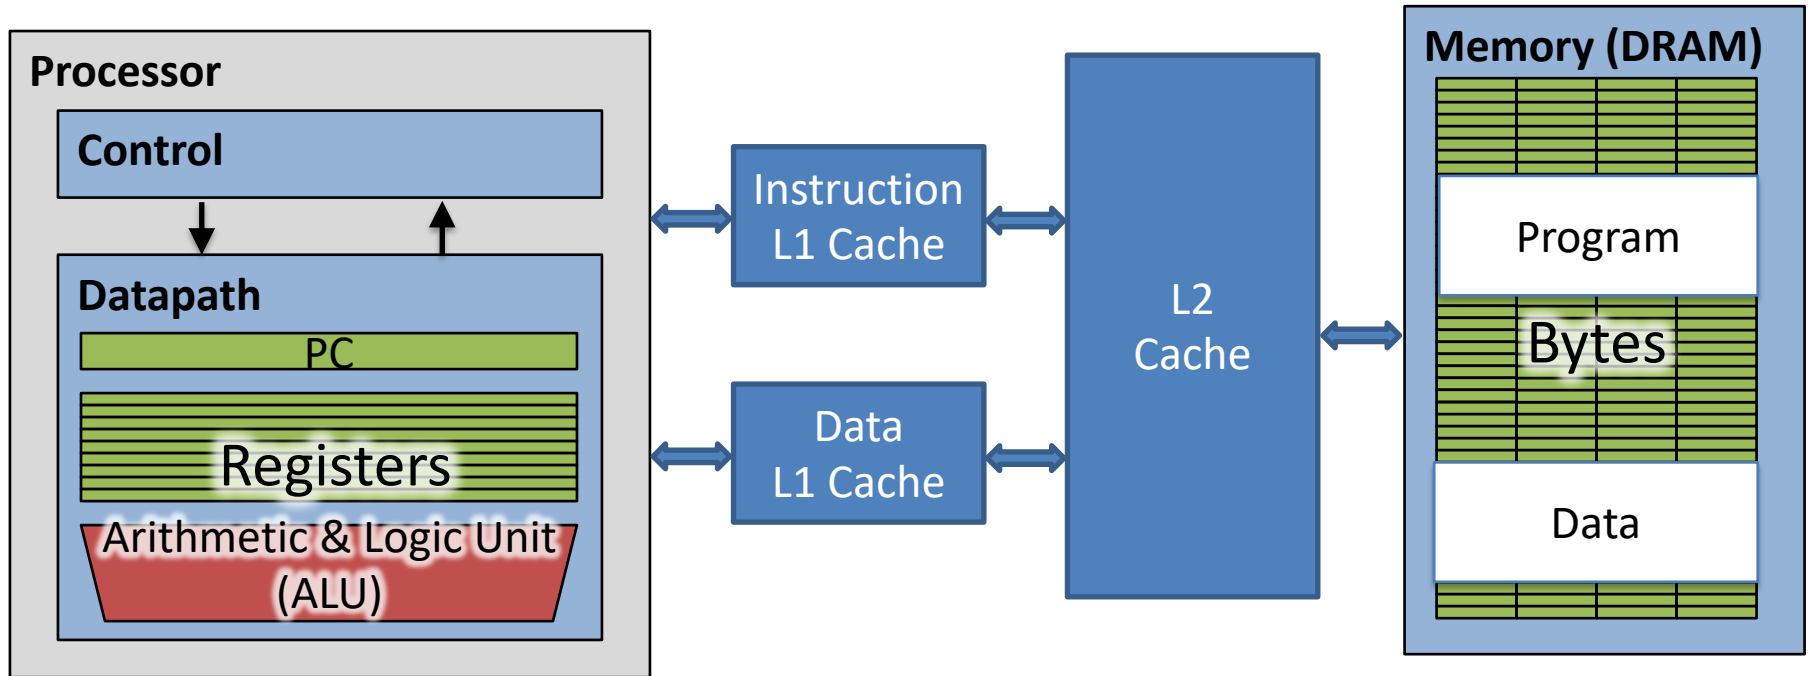 Processor
Control
Datapath
PC
Registers
Arithmetic & Logic Unit
(ALU)
Instruction
L1 Cache
Data
L1 Cache
L2
Cache
Memory (DRAM)
Program
Bytes
Data